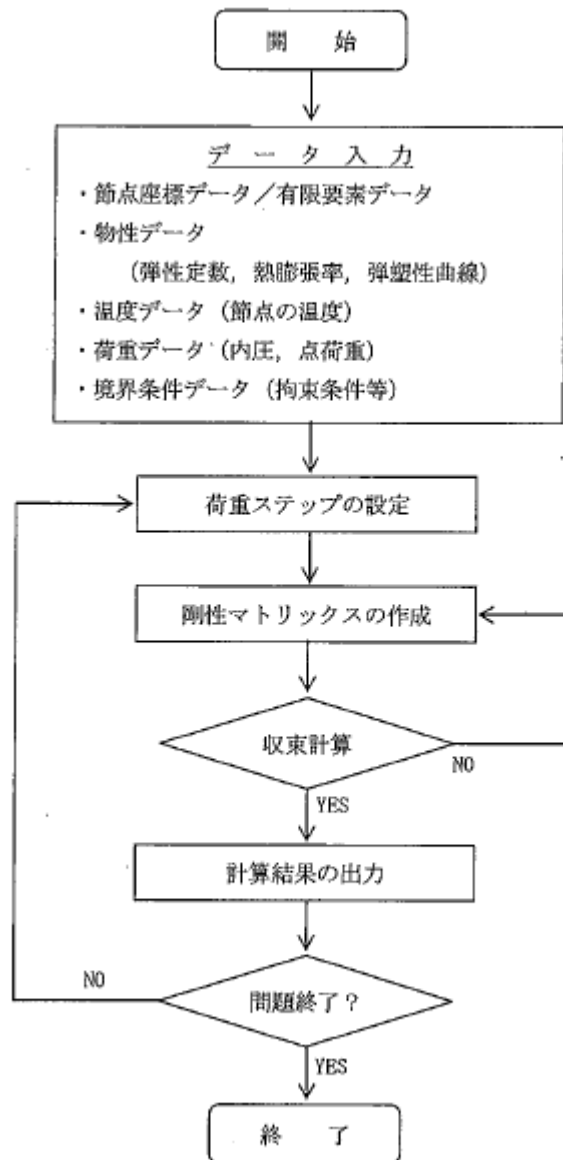 開 始
データ入力
・節点座標データ／有限要素データ
・物性データ
（弾性定数，熱膨張率，弾塑性曲線）
・温度データ（節点の温度）
・荷重データ（内圧，点荷重）
・境界条件データ（拘束条件等）
荷重ステップの設定
剛性マトリックスの作成
収束計算
NO
YES
計算結果の出力
NO
問題終了？
YES
終 了